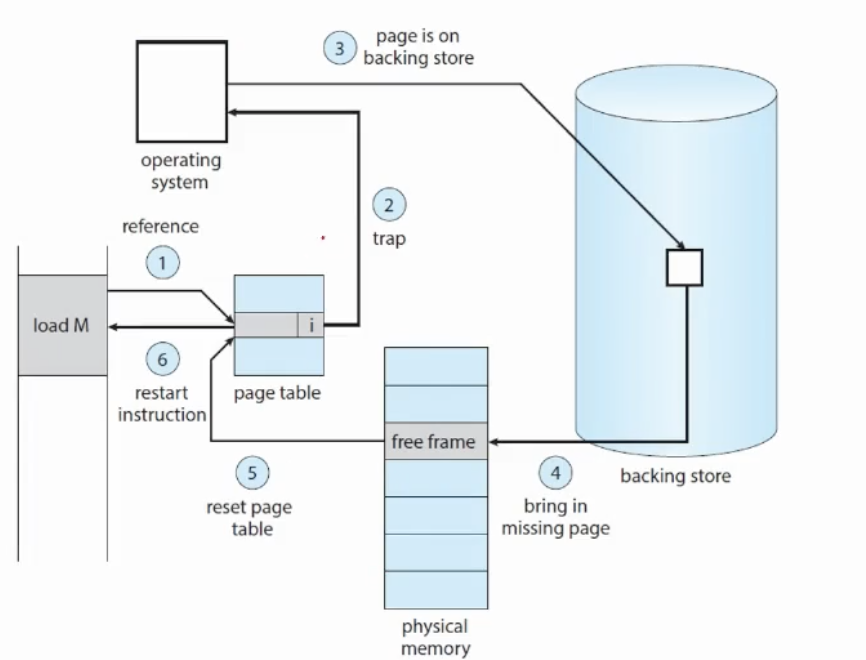 3
page is on
backing store
operating
system
reference
1
2
trap
load M
i
6
restart
instruction
page table
free frame
5
reset page
table
4
bring in
missing page
backing store
physical
memory